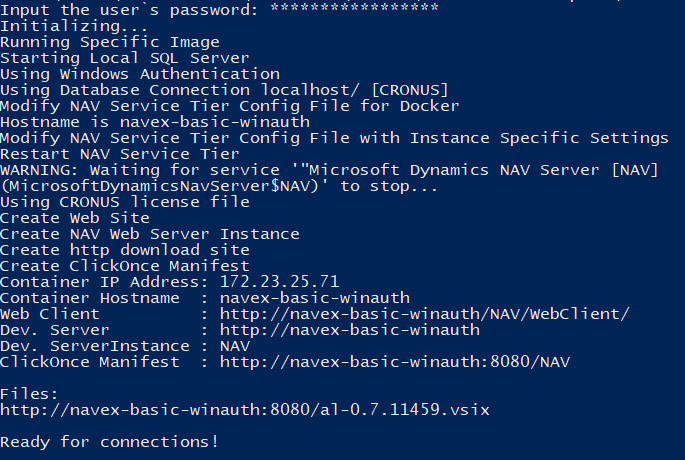 Input the user`s password: *****************
Initializing...
Running Specific Image
Starting Local SQL Server
Using Windows Authentication
Using Database Connection localhost/ [CRONUS]
Modify NAV Service Tier Config File for Docker
Hostname is navex-basic-winauth
Modify NAV Service Tier Config File with Instance Specific Settings
Restart NAV Service Tier
WARNING: Waiting for service '"Microsoft Dynamics NAV Server [NAV]
(MicrosoftDynamicsNavServer$NAV)' to stop...
Using CRONUS license file
Create Web Site
Create NAV Web Server Instance
Create http download site
Create ClickOnce Manifest
Container IP Address: 172.23.25.71
Container Hostname  : navex-basic-winauth
Web Client          : http://navex-basic-winauth/NAV/WebClient/
Dev. Server         : http://navex-basic-winauth
Dev. ServerInstance : NAV
ClickOnce Manifest  : http://navex-basic-winauth:8080/NAV
Files:
http://navex-basic-winauth:8080/al-0.7.11459.vsix
Ready for connections!